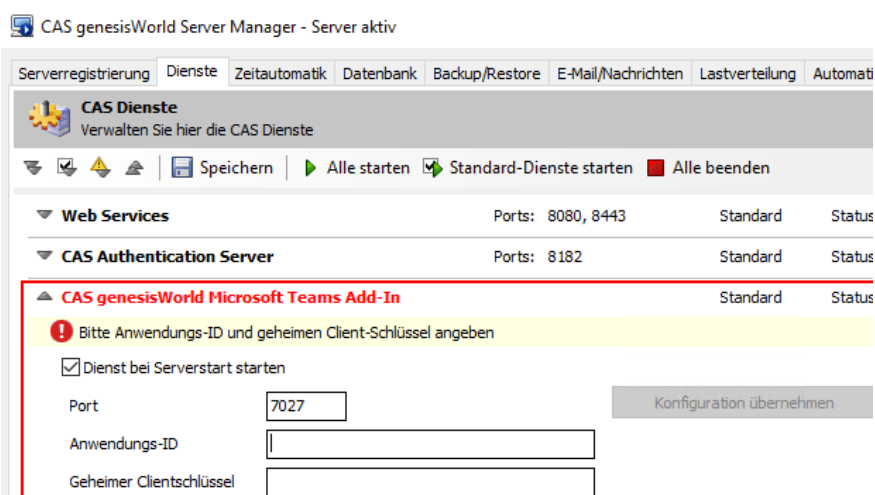 CAS genesisWorld Server Manager - Server aktiv
Serverregistrierung Dienste Zeitautomatik Datenbank Backup/Restore E-Mail/Nachrichten Lastverteilung Automati
CAS Dienste
Verwalten Sie hier die CAS Dienste
Speichern Alle starten Standard-Dienste starten Alle beenden
Web Services Ports: 8080, 8443 Standard Status
CAS Authentication Server Ports: 8182 Standard Status
CAS genesisWorld Microsoft Teams Add-In Standard Status
Bitte Anwendungs-ID und geheimen Client-Schlüssel angeben
Dienst bei Serverstart starten
Port 7027 Konfiguration übernehmen
Anwendungs-ID
Geheimer Clientschlüssel